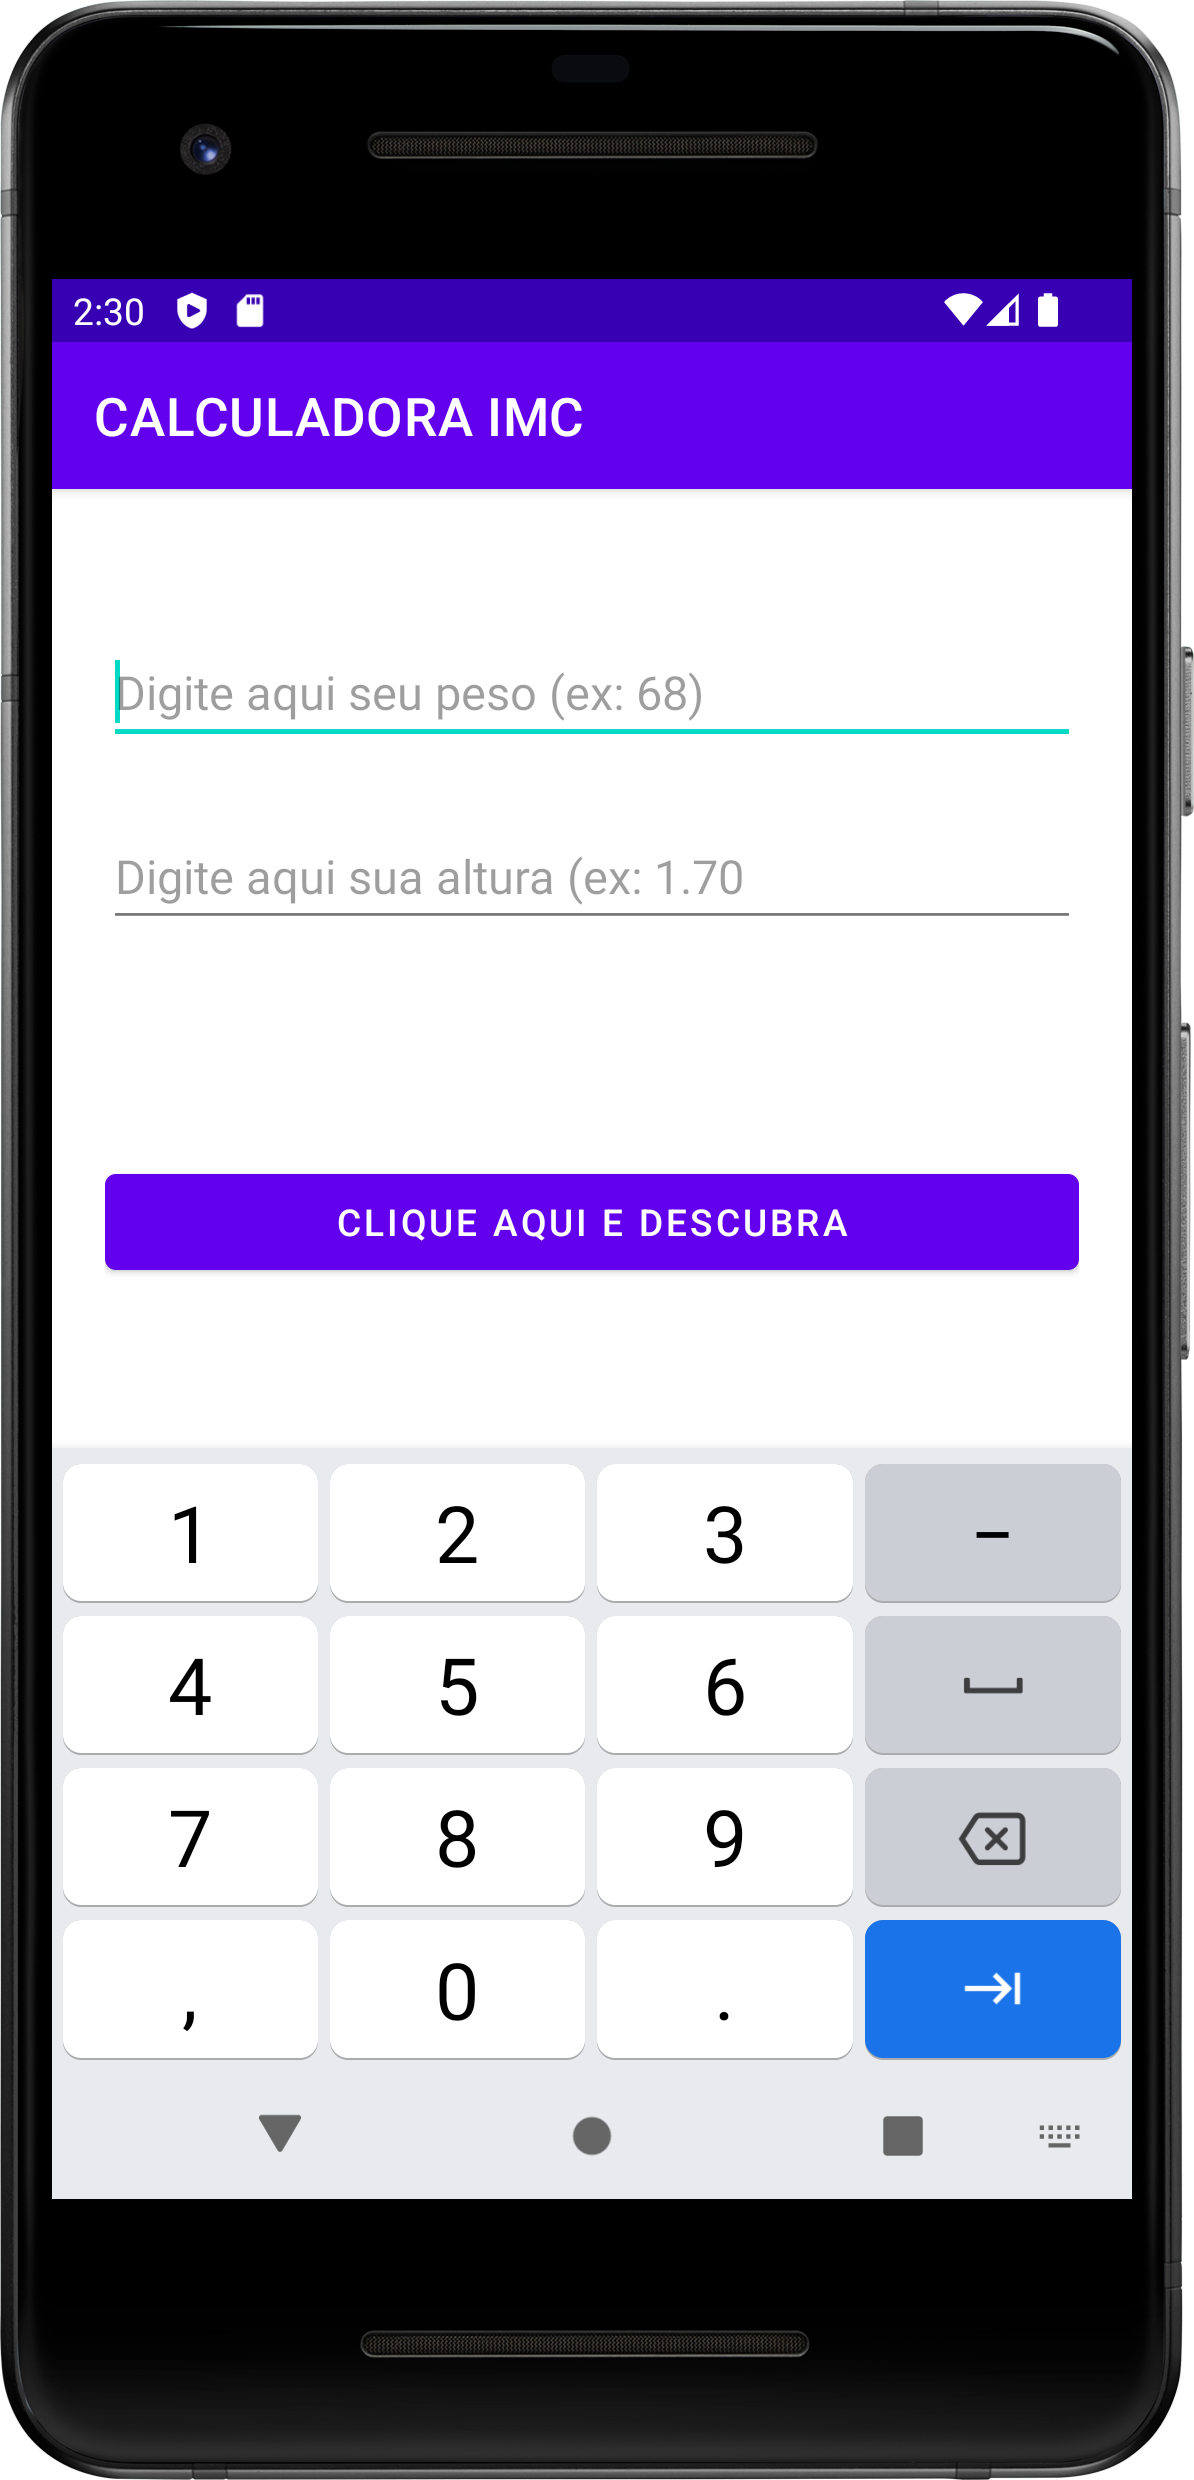 2:30
CALCULADORA IMC
Digite aqui seu peso (ex: 68)
Digite aqui sua altura (ex: 1.70
CLIQUE AQUI E DESCUBRA
1 2 3 –
4 5 6
7 8 9
, 0 .